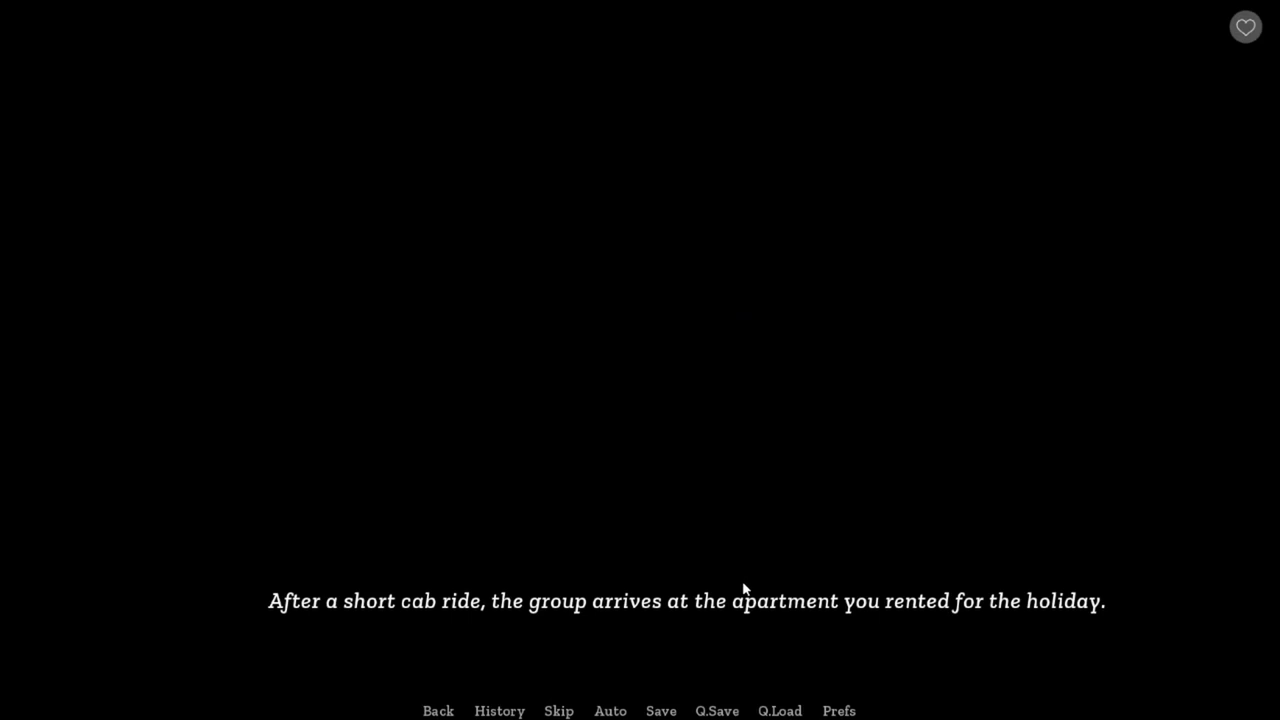 After a short cab ride, the group arrives at the apartment you rented for the holiday.
Back History Skip Auto Save Q.Save Q.Load Prefs